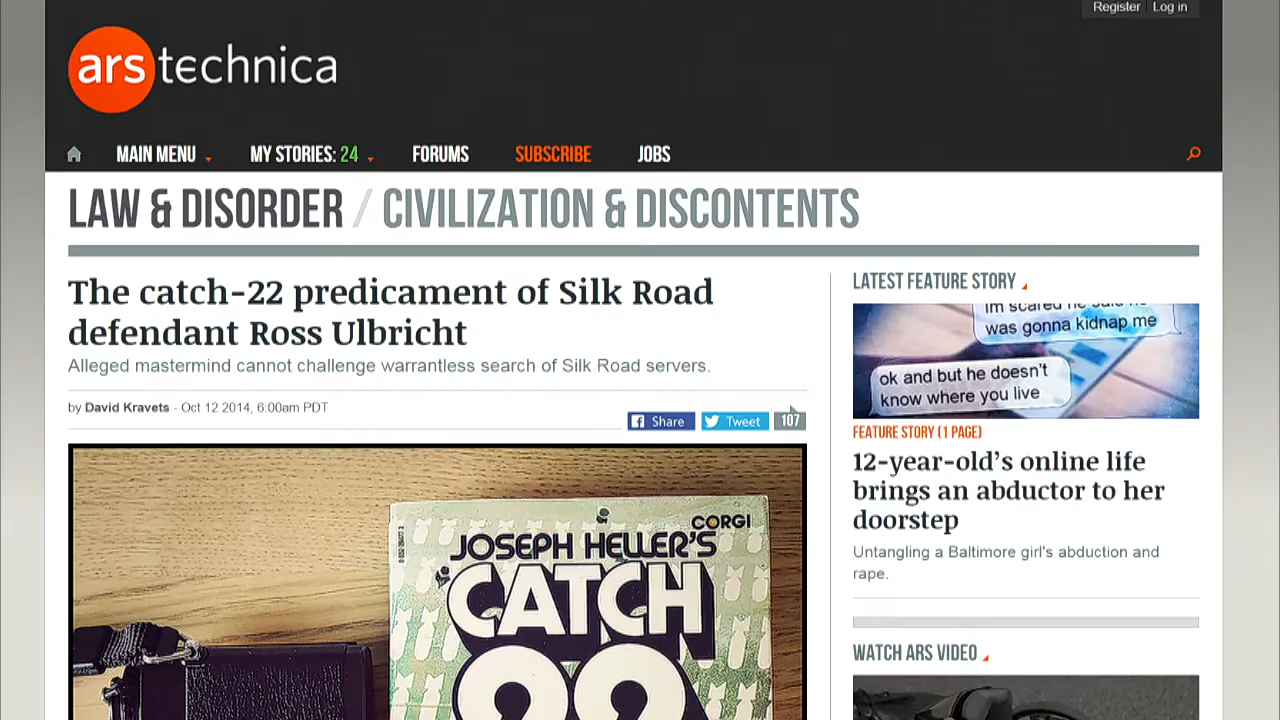 Register Log in
ars technica
MAIN MENU MY STORIES: 24 FORUMS SUBSCRIBE JOBS
LAW & DISORDER / CIVILIZATION & DISCONTENTS
The catch-22 predicament of Silk Road
defendant Ross Ulbricht
Alleged mastermind cannot challenge warrantless search of Silk Road servers.
by David Kravets - Oct 12 2014, 6:00am PDT
Share Tweet 107
CORGI
JOSEPH HELLER'S
CATCH
22
LATEST FEATURE STORY
was gonna kidnap me
ok and but he doesn't
know where you live
FEATURE STORY (1 PAGE)
12-year-old's online life
brings an abductor to her
doorstep
Untangling a Baltimore girl's abduction and
rape.
WATCH ARS VIDEO